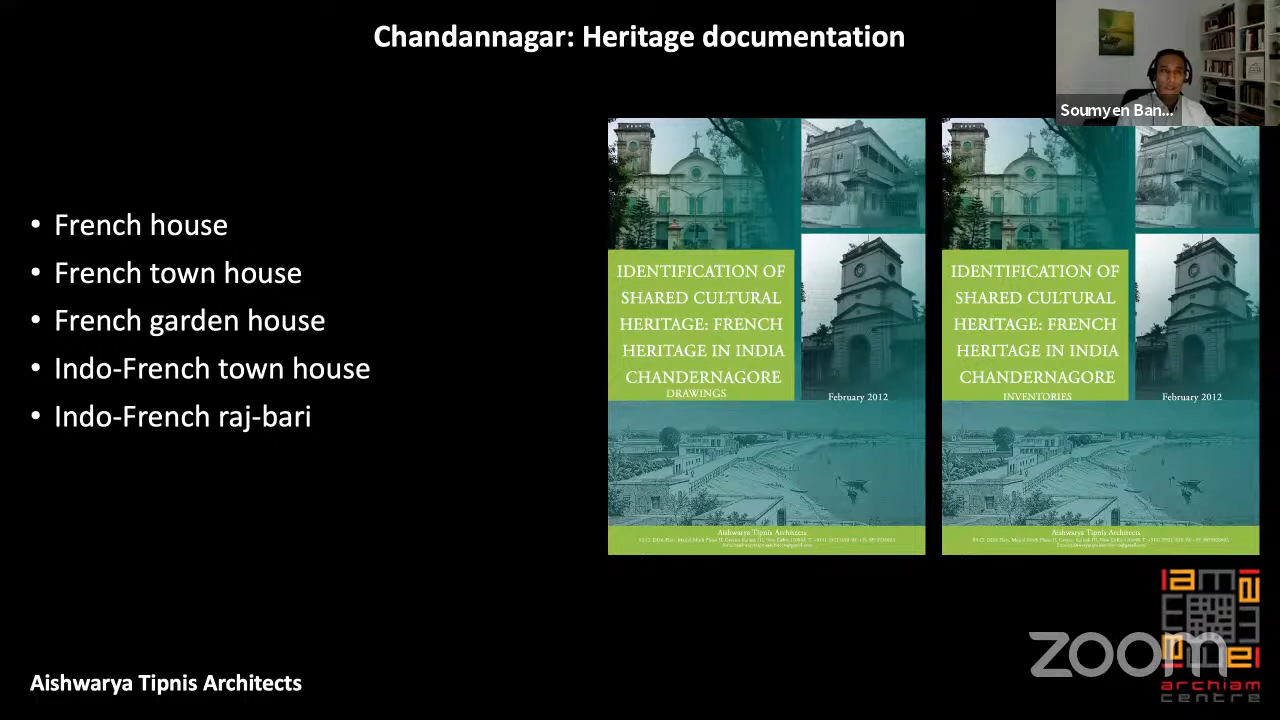 Chandannagar: Heritage documentation
Soumyen Ban...
• French house
• French town house
• French garden house
• Indo-French town house
• Indo-French raj-bari
IDENTIFICATION OF
SHARED CULTURAL
HERITAGE: FRENCH
HERITAGE IN INDIA
CHANDERNAGORE
DRAWINGS
February 2012
Aishwarya Tipnis Architects
IDENTIFICATION OF
SHARED CULTURAL
HERITAGE: FRENCH
HERITAGE IN INDIA
CHANDERNAGORE
INVENTORIES
February 2012
Aishwarya Tipnis Architects
zoom
archiam
centre
Aishwarya Tipnis Architects